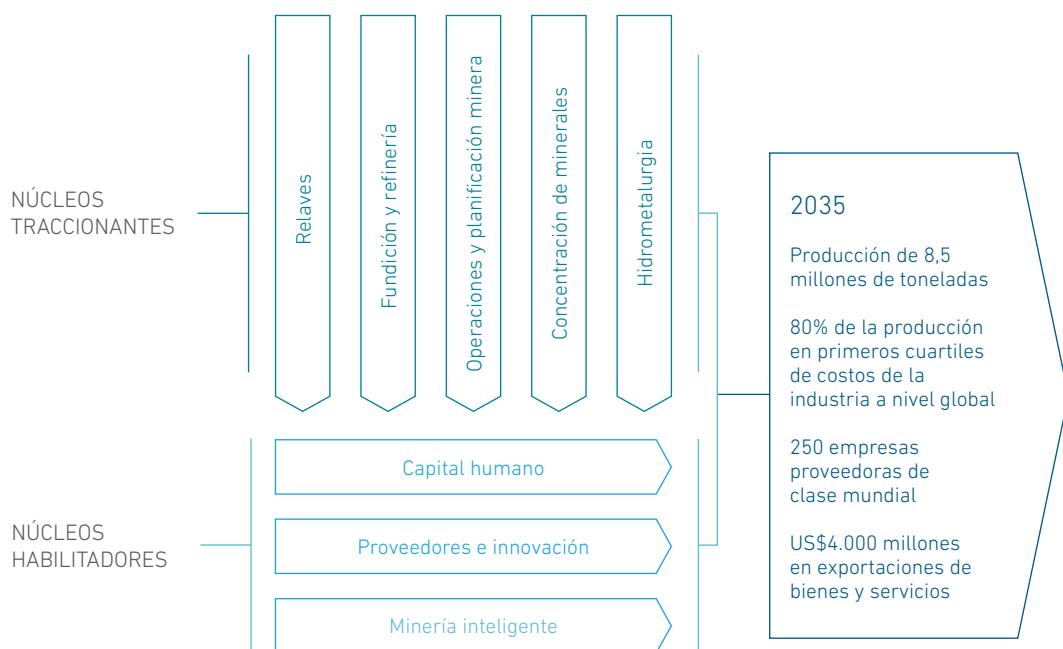 NÚCLEOS
TRACCIONANTES
Relaves
Fundición y refinería
Operaciones y planificación minera
Concentración de minerales
Hidrometalurgia
NÚCLEOS
HABILITADORES
Capital humano
Proveedores e innovación
Minería inteligente
2035
Producción de 8,5
millones de toneladas
80% de la producción
en primeros cuartiles
de costos de la
industria a nivel global
250 empresas
proveedoras de
clase mundial
US$4.000 millones
en exportaciones de
bienes y servicios